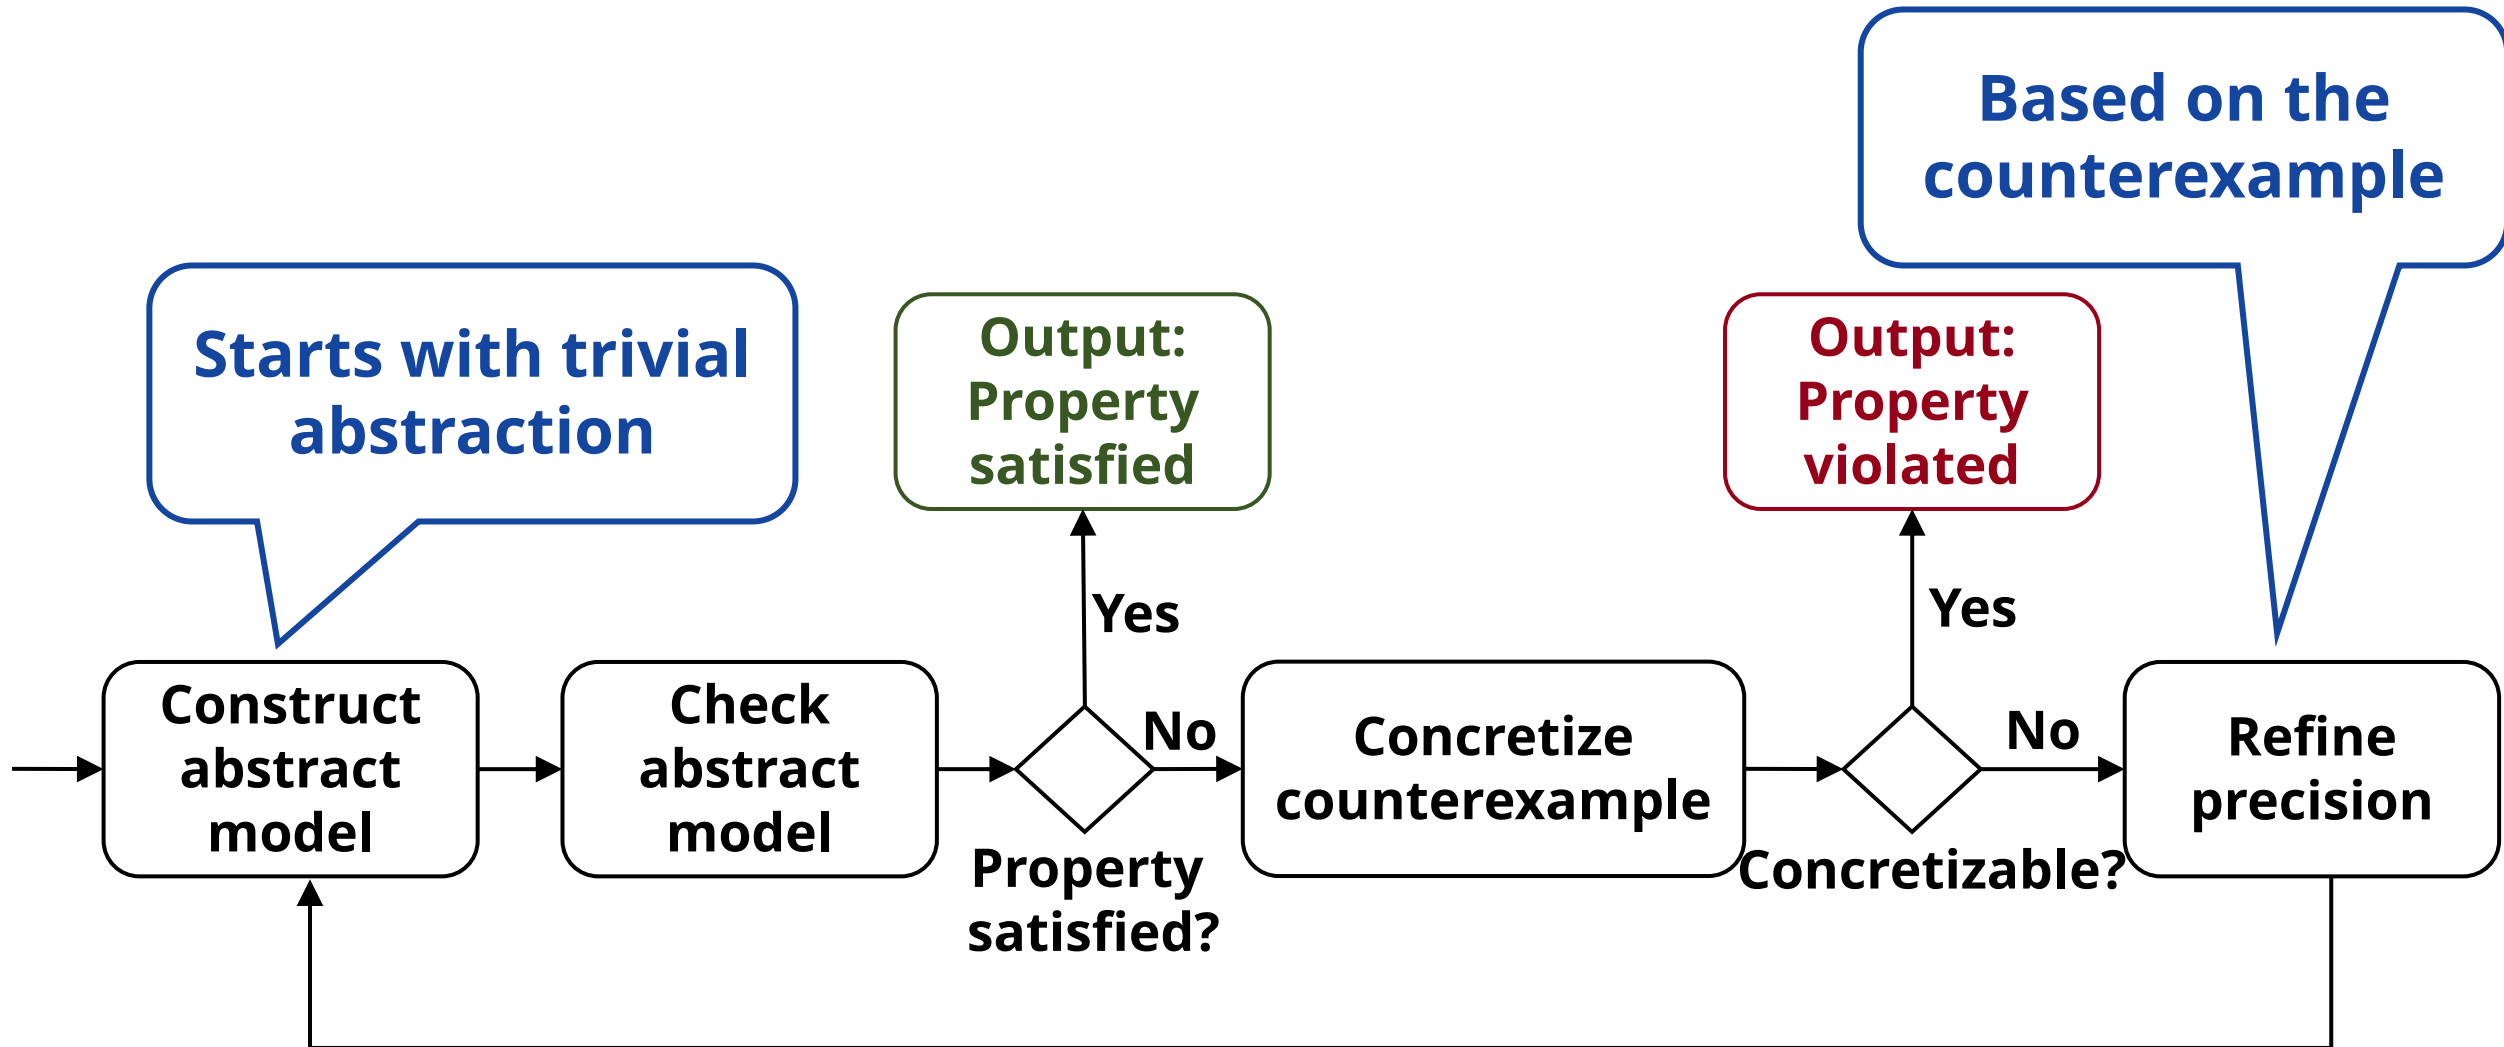 Based on the
counterexample
Starts with trivial
abstraction
Output:
Property
satisfied
Output:
Property
violated
Yes
Yes
Construct
abstract
model
Check
abstract
model
No
Concretize
counterexample
No
Refine
precision
Property
satisfied?
Concretizable?